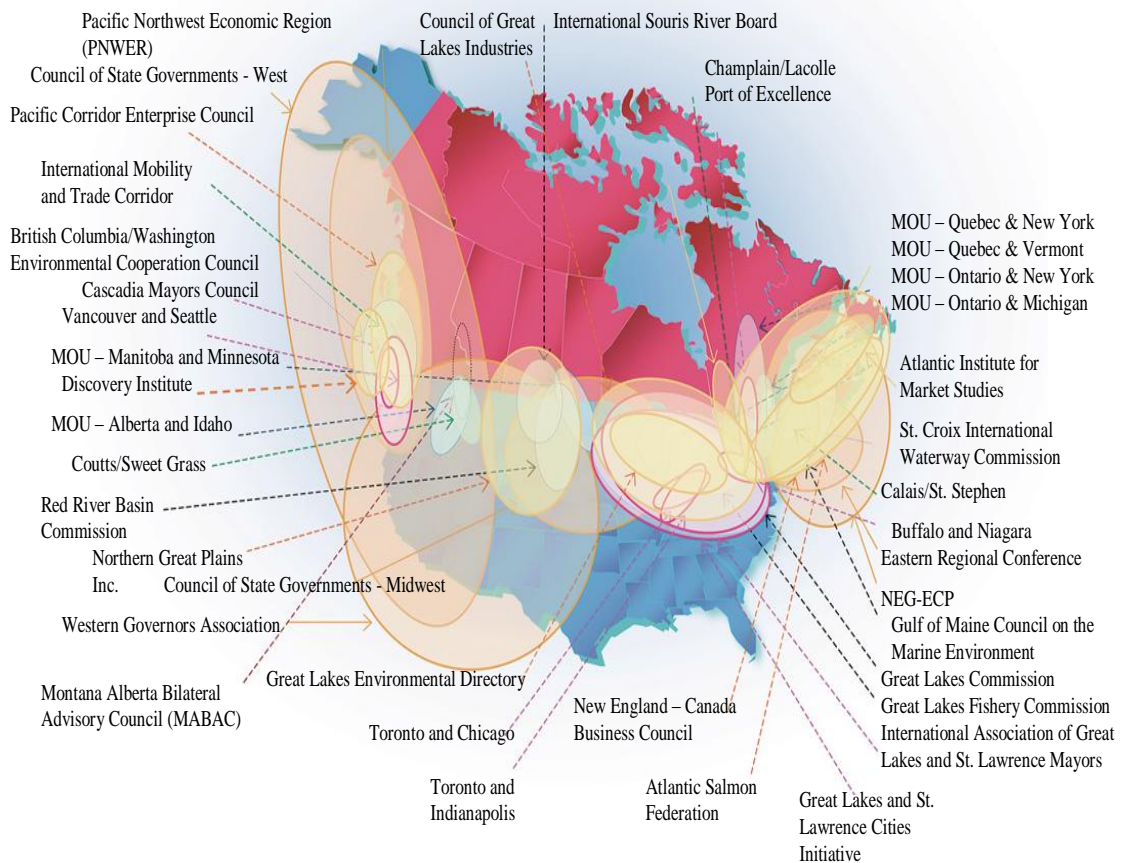 Pacific Northwest Economic Region
(PNWER)
Council of State Governments - West
Pacific Corridor Enterprise Council
International Mobility
and Trade Corridor
British Columbia/Washington
Environmental Cooperation Council
Cascadia Mayors Council
Vancouver and Seattle
MOU – Manitoba and Minnesota
Discovery Institute
MOU – Alberta and Idaho
Coutts/Sweet Grass
Red River Basin
Commission
Northern Great Plains
Inc.
Council of State Governments - Midwest
Western Governors Association
Montana Alberta Bilateral
Advisory Council (MABAC)
Council of Great
Lakes Industries
International Souris River Board
Champlain/Lacolle
Port of Excellence
MOU – Quebec & New York
MOU – Quebec & Vermont
MOU – Ontario & New York
MOU – Ontario & Michigan
Atlantic Institute for
Market Studies
St. Croix International
Waterway Commission
Calais/St. Stephen
Buffalo and Niagara
Eastern Regional Conference
NEG-ECP
Gulf of Maine Council on the
Marine Environment
Great Lakes Commission
Great Lakes Fishery Commission
International Association of Great
Lakes and St. Lawrence Mayors
Great Lakes Environmental Directory
Toronto and Chicago
Toronto and
Indianapolis
New England – Canada
Business Council
Atlantic Salmon
Federation
Great Lakes and St.
Lawrence Cities
Initiative